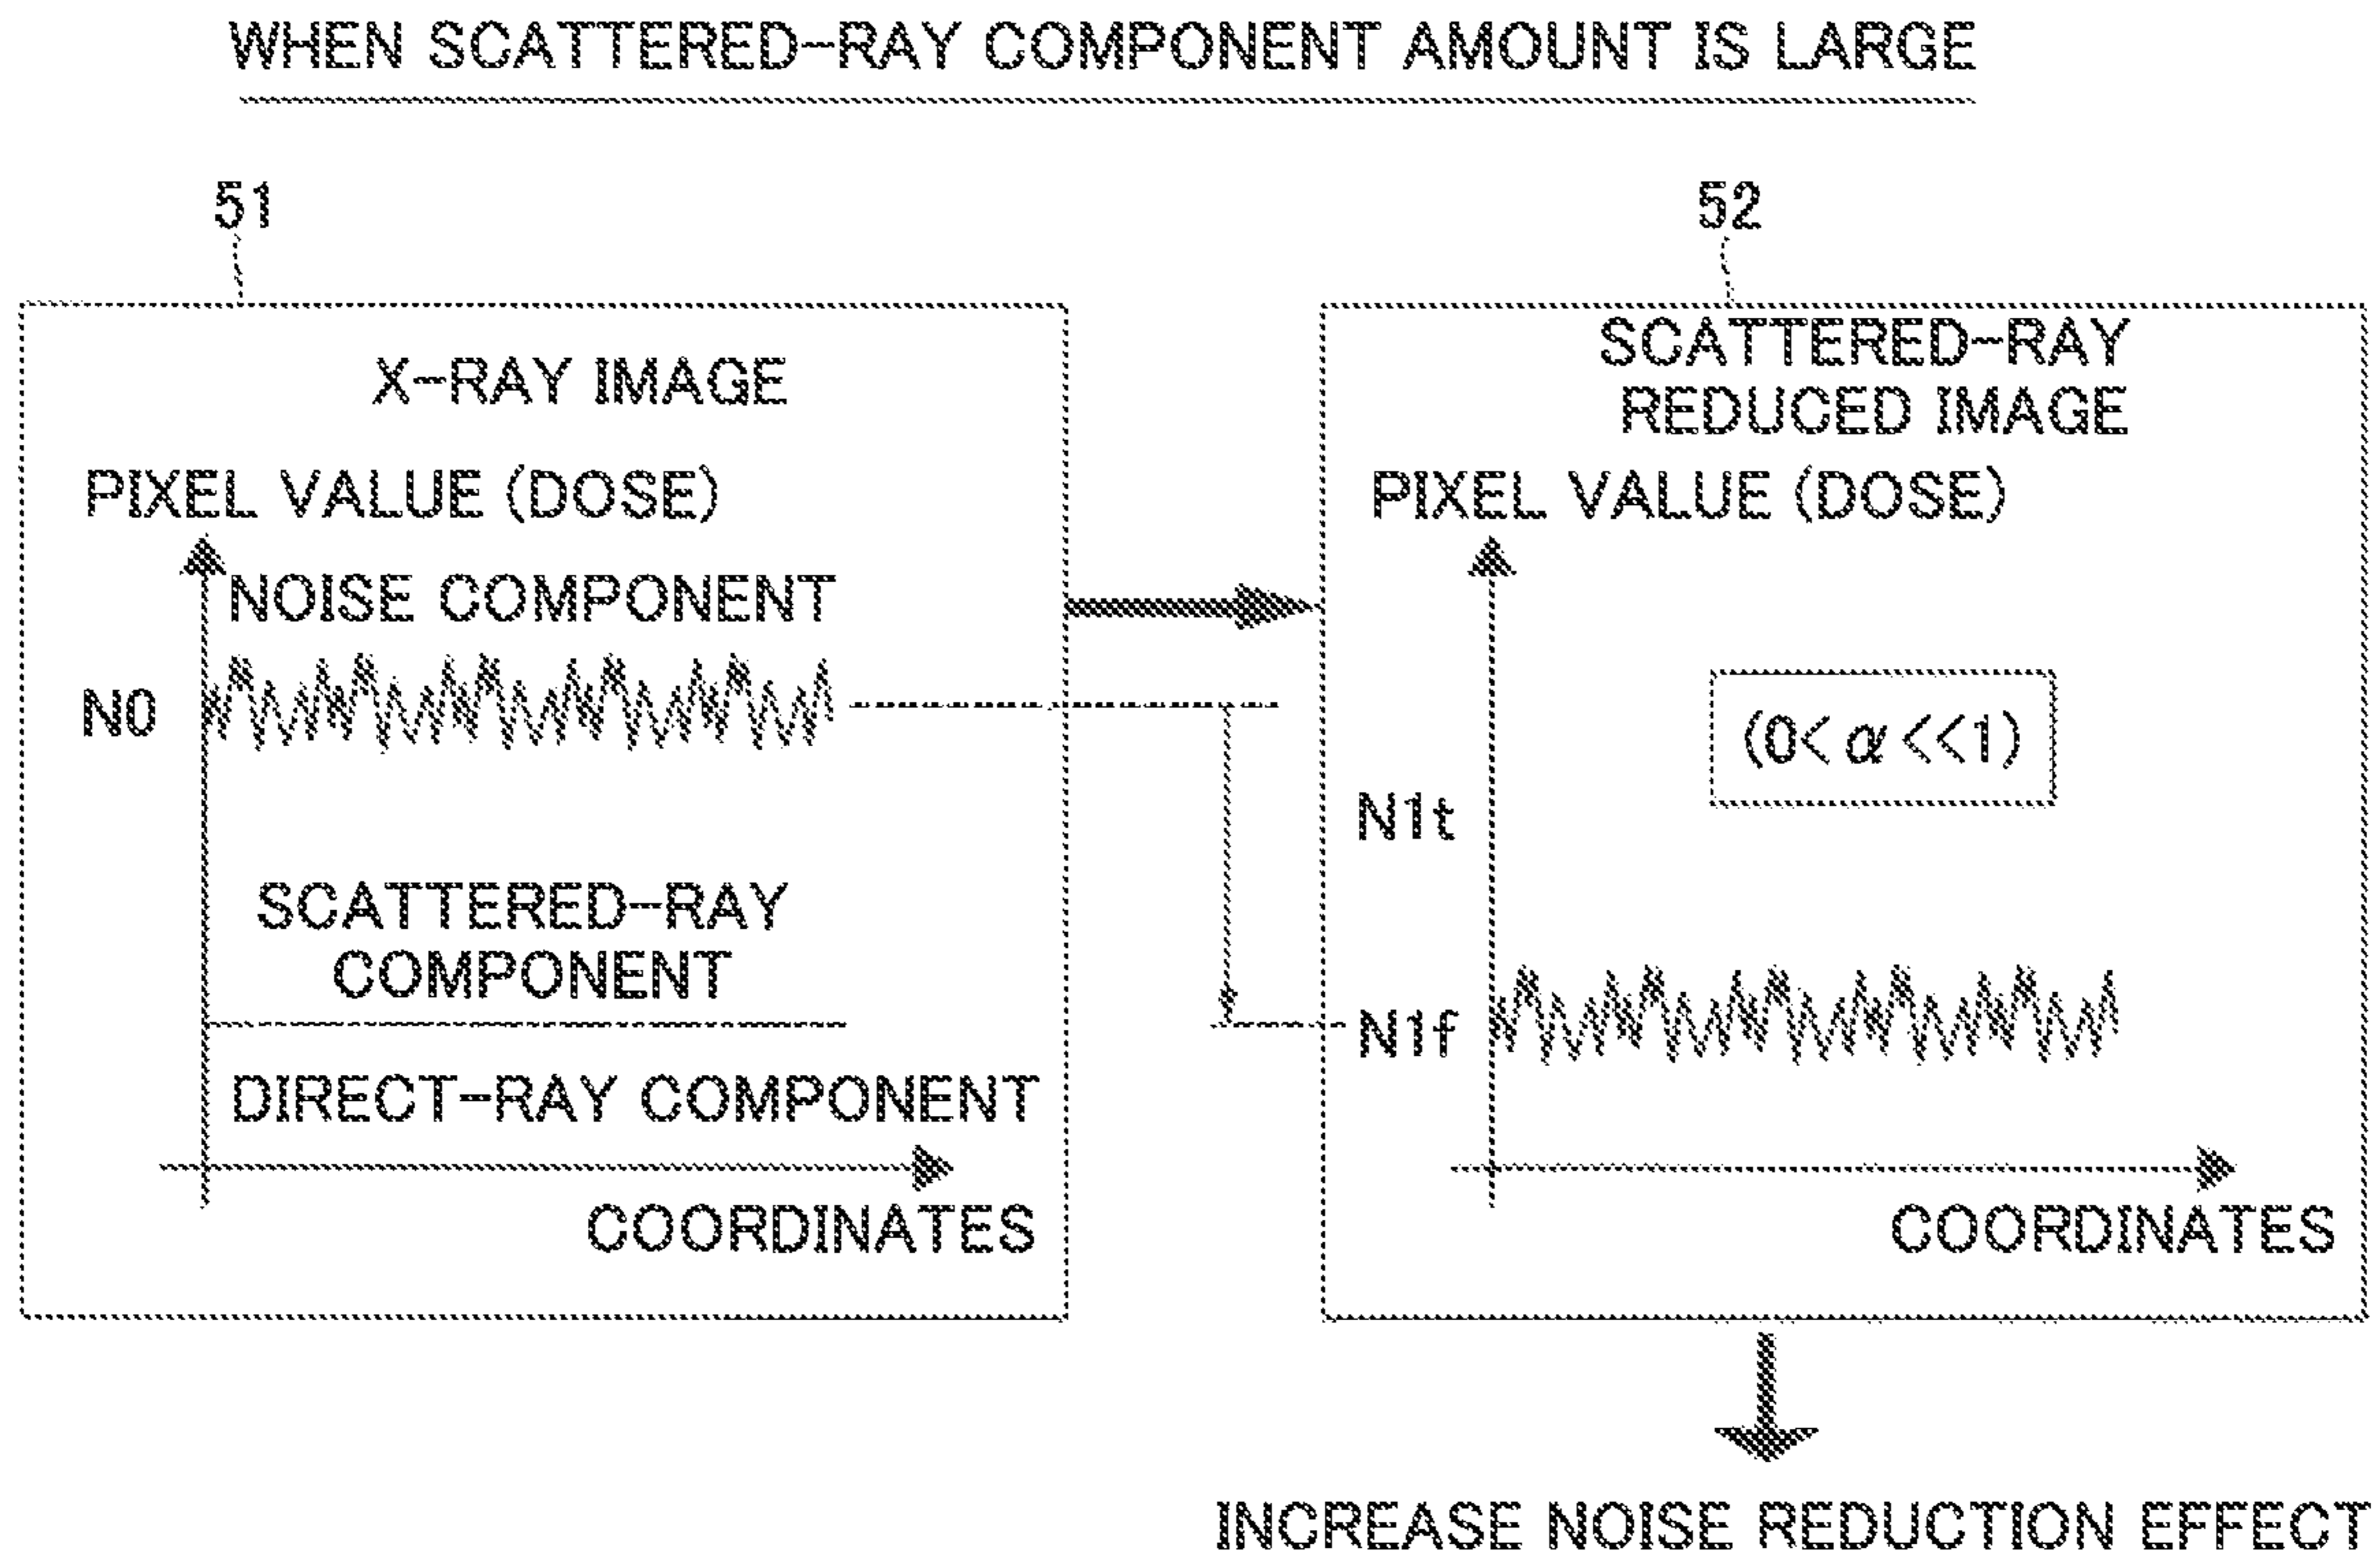 WHEN SCATTERED-RAY COMPONENT AMOUNT IS LARGE
51
X-RAY IMAGE
PIXEL VALUE (DOSE)
NOISE COMPONENT
N0
SCATTERED-RAY
COMPONENT
DIRECT-RAY COMPONENT
COORDINATES
52
SCATTERED-RAY
REDUCED IMAGE
PIXEL VALUE (DOSE)
(0<α<<1)
N1t
N1f
COORDINATES
INCREASE NOISE REDUCTION EFFECT